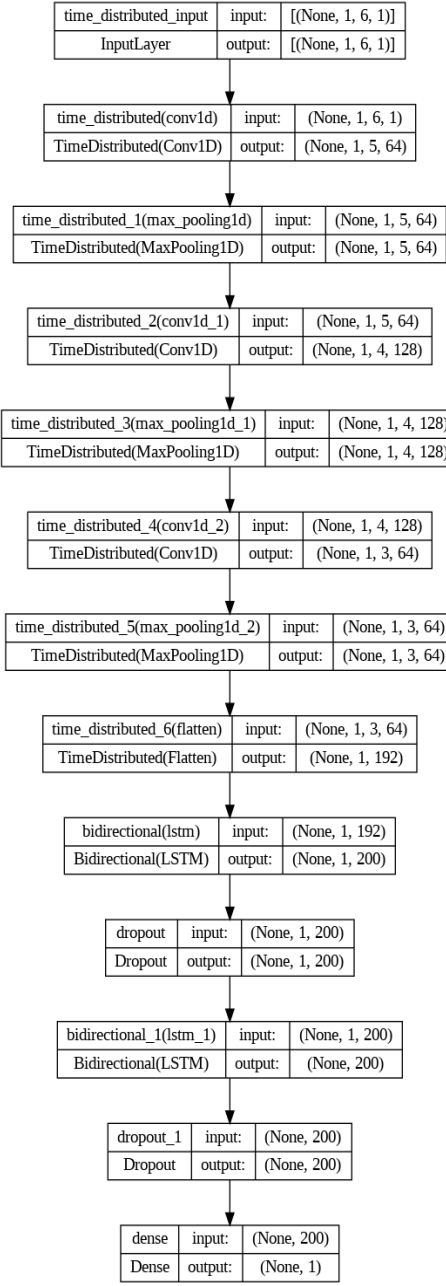 time_distributed_input input: [(None, 1, 6, 1)]
InputLayer output: [(None, 1, 6, 1)]
time_distributed(conv1d) input: (None, 1, 6, 1)
TimeDistributed(Conv1D) output: (None, 1, 5, 64)
time_distributed_1(max_pooling1d) input: (None, 1, 5, 64)
TimeDistributed(MaxPooling1D) output: (None, 1, 5, 64)
time_distributed_2(conv1d_1) input: (None, 1, 5, 64)
TimeDistributed(Conv1D) output: (None, 1, 4, 128)
time_distributed_3(max_pooling1d_1) input: (None, 1, 4, 128)
TimeDistributed(MaxPooling1D) output: (None, 1, 4, 128)
time_distributed_4(conv1d_2) input: (None, 1, 4, 128)
TimeDistributed(Conv1D) output: (None, 1, 3, 64)
time_distributed_5(max_pooling1d_2) input: (None, 1, 3, 64)
TimeDistributed(MaxPooling1D) output: (None, 1, 3, 64)
time_distributed_6(flatten) input: (None, 1, 3, 64)
TimeDistributed(Flatten) output: (None, 1, 192)
bidirectional(lstm) input: (None, 1, 192)
Bidirectional(LSTM) output: (None, 1, 200)
dropout input: (None, 1, 200)
Dropout output: (None, 1, 200)
bidirectional_1(lstm_1) input: (None, 1, 200)
Bidirectional(LSTM) output: (None, 200)
dropout_1 input: (None, 200)
Dropout output: (None, 200)
dense input: (None, 200)
Dense output: (None, 1)